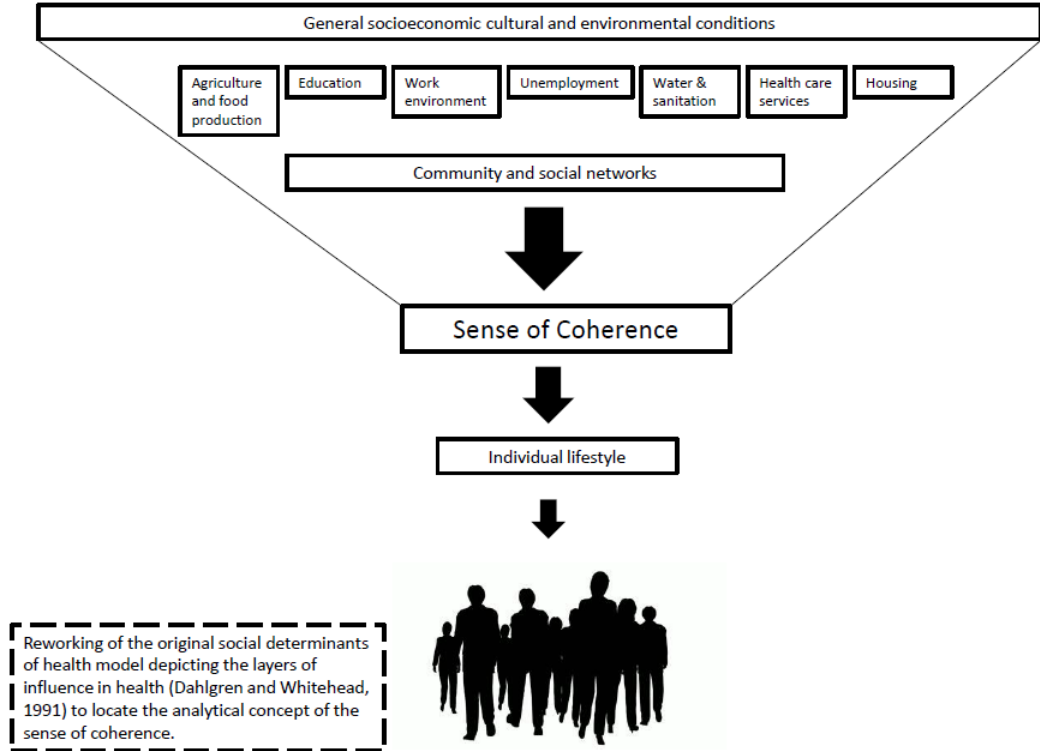 General socioeconomic cultural and environmental conditions
Agriculture
and food
production
Education
Work
environment
Unemployment
Water &
sanitation
Health care
services
Housing
Community and social networks
Sense of Coherence
Individual lifestyle
Reworking of the original social determinants
of health model depicting the layers of
influence in health (Dahlgren and Whitehead,
1991) to locate the analytical concept of the
sense of coherence.